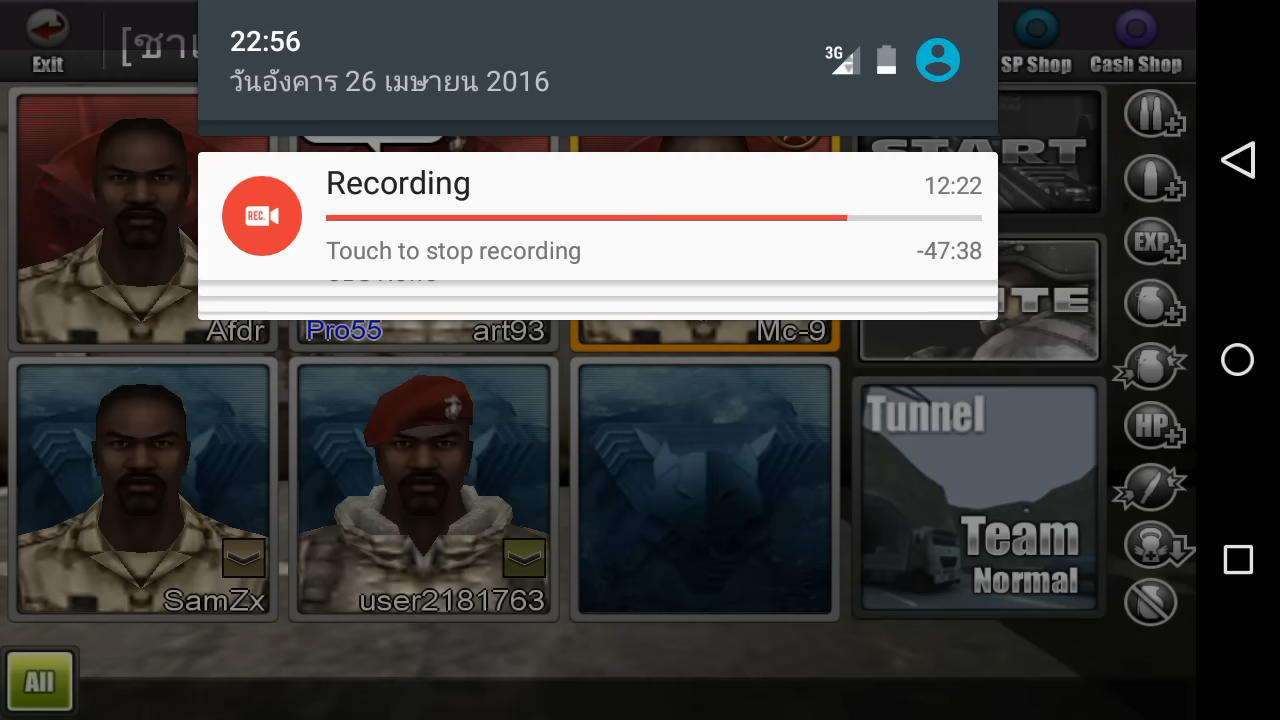 22:56
วันอังคาร 26 เมษายน 2016
3G
Exit
[ชา
SP Shop
Cash Shop
START
REC.
Recording
12:22
Touch to stop recording
-47:38
EXP
Afdr
Pro55
art93
Mc-9
Tunnel
Team
Normal
HP
SamZx
user2181763
All